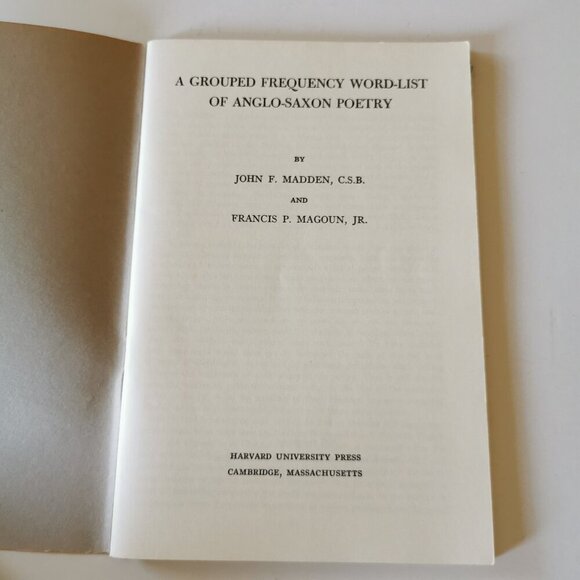 A GROUPED FREQUENCY WORD-LIST
OF ANGLO-SAXON POETRY
BY
JOHN F. MADDEN, C.S.B.
AND
FRANCIS P. MAGOUN, JR.
HARVARD UNIVERSITY PRESS
CAMBRIDGE, MASSACHUSETTS